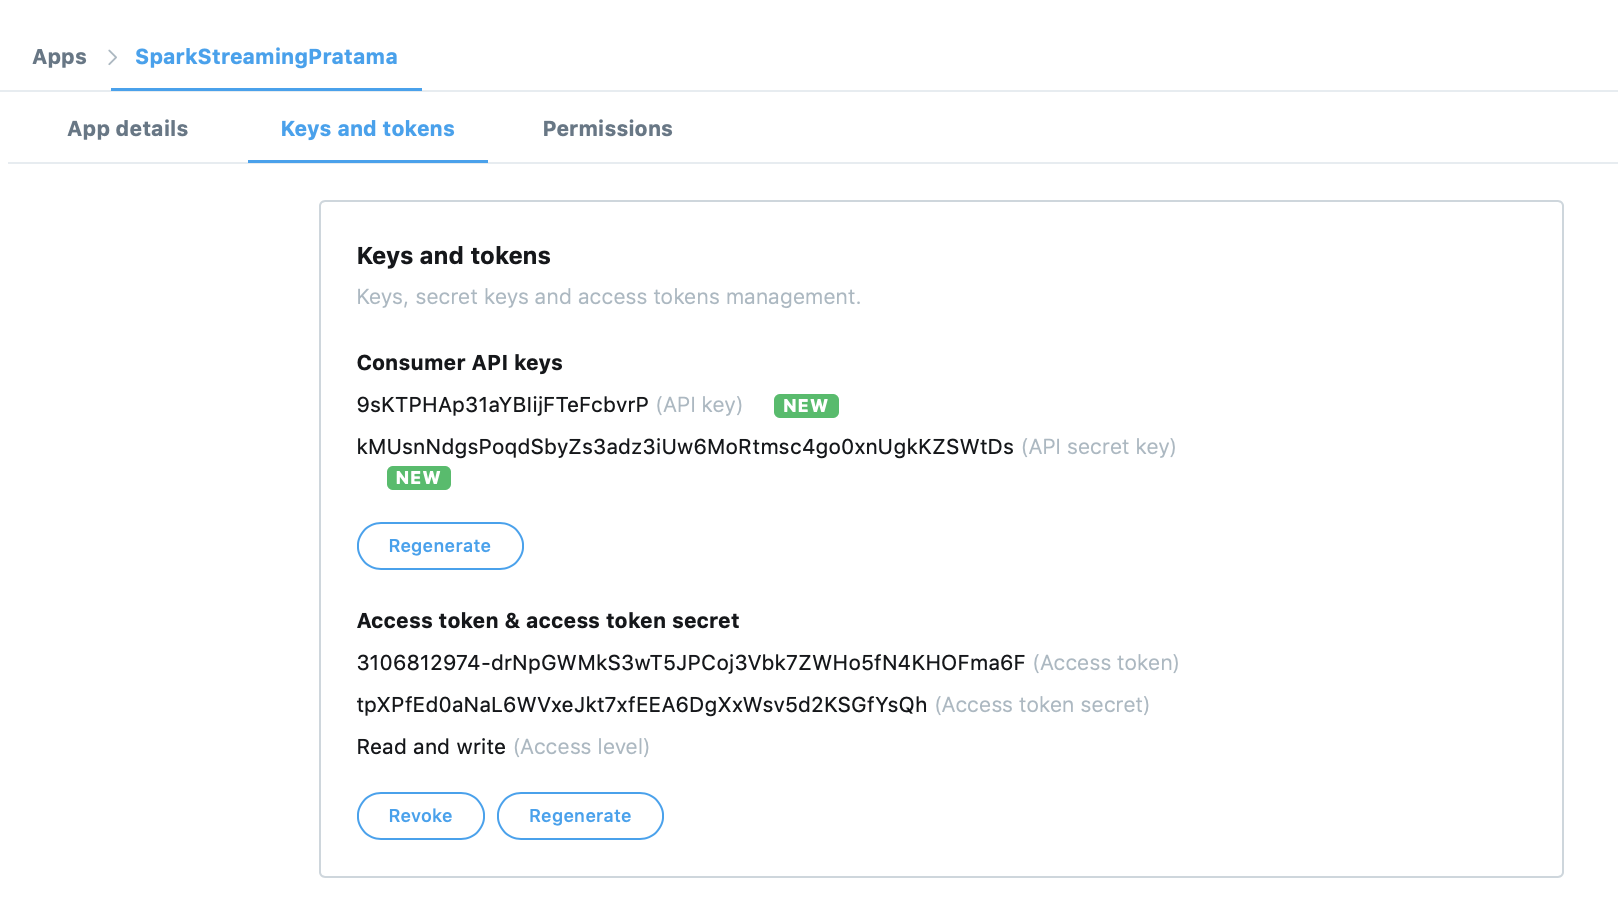 Apps > SparkStreamingPratama
App details Keys and tokens Permissions
Keys and tokens
Keys, secret keys and access tokens management.
Consumer API keys
9sKTPHAp31aYBlijFTeFcbvrP (API key) NEW
kMUsnNdgsPoqdSbyZs3adz3iUw6MoRtmsc4go0xnUgkKZSWtDs (API secret key)
NEW
Regenerate
Access token & access token secret
3106812974-drNpGWMkS3wT5JPCoj3Vbk7ZWHo5fN4KHOFma6F (Access token)
tpXPfEd0aNaL6WVxeJkt7xfEEA6DgXxWsv5d2KSGfYsQh (Access token secret)
Read and write (Access level)
Revoke Regenerate